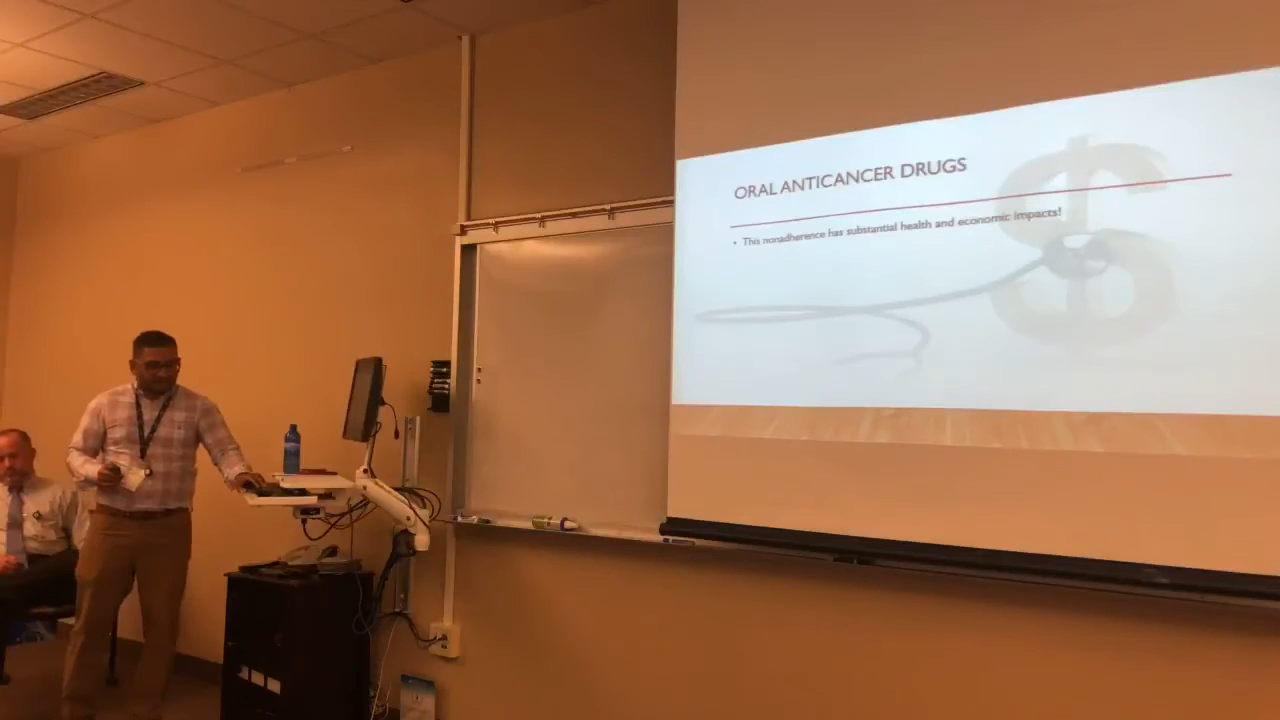 ORAL ANTICANCER DRUGS
• This nonadherence has substantial health and economic impacts!